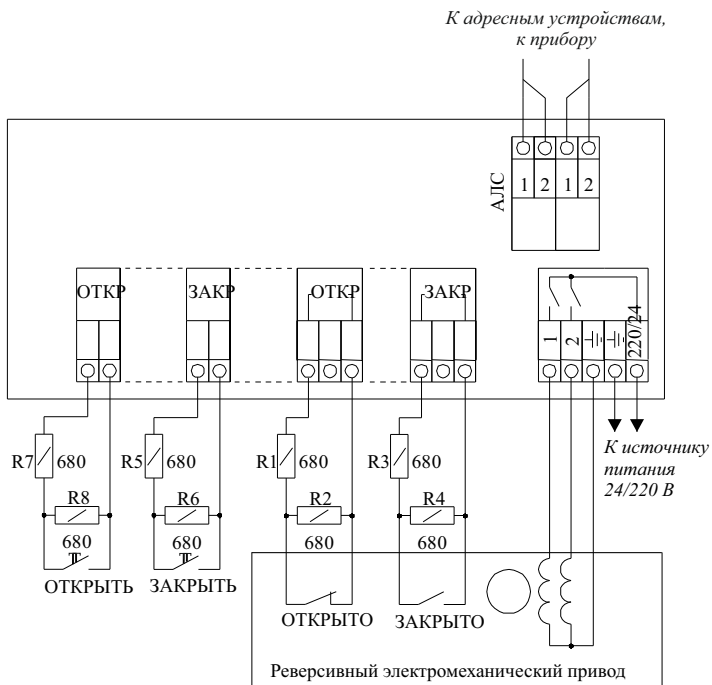 К адресным устройствам,
к прибору
АЛС
1 2 1 2
ОТКР ЗАКР ОТКР ЗАКР
1 2 220/24
R7 680 R5 680 R1 680 R3 680
R8 R6 R2 R4
680 680 680 680
К источнику
питания
24/220 В
ОТКРЫТЬ ЗАКРЫТЬ ОТКРЫТО ЗАКРЫТО
Реверсивный электромеханический привод